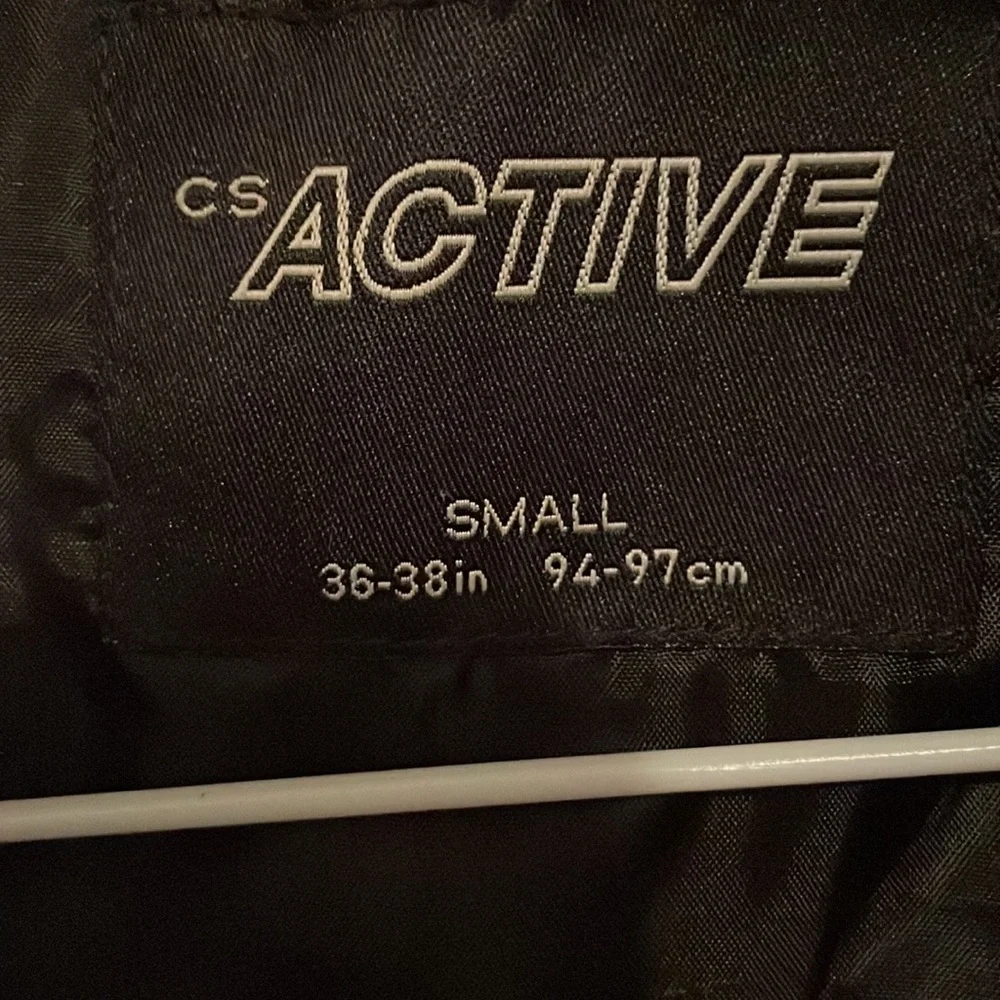 CS ACTIVE
SMALL
36-38in 94-97cm